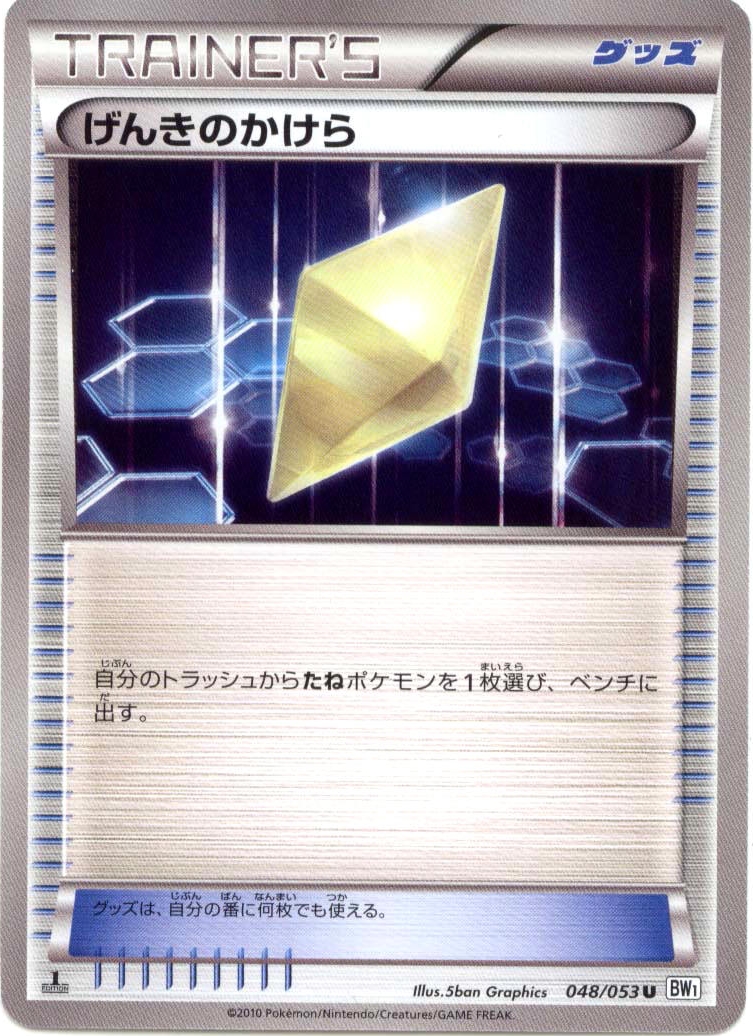 TRAINER'S グッズ
げんきのかけら
じぶん まいえら
自分のトラッシュからたねポケモンを1枚選び、ベンチに
だ
出す。
じぶん ばん なんまい つか
グッズは、自分の番に何枚でも使える。
1 EDITION
Illus.5ban Graphics 048/053 U BW1
©2010 Pokémon/Nintendo/Creatures/GAME FREAK.